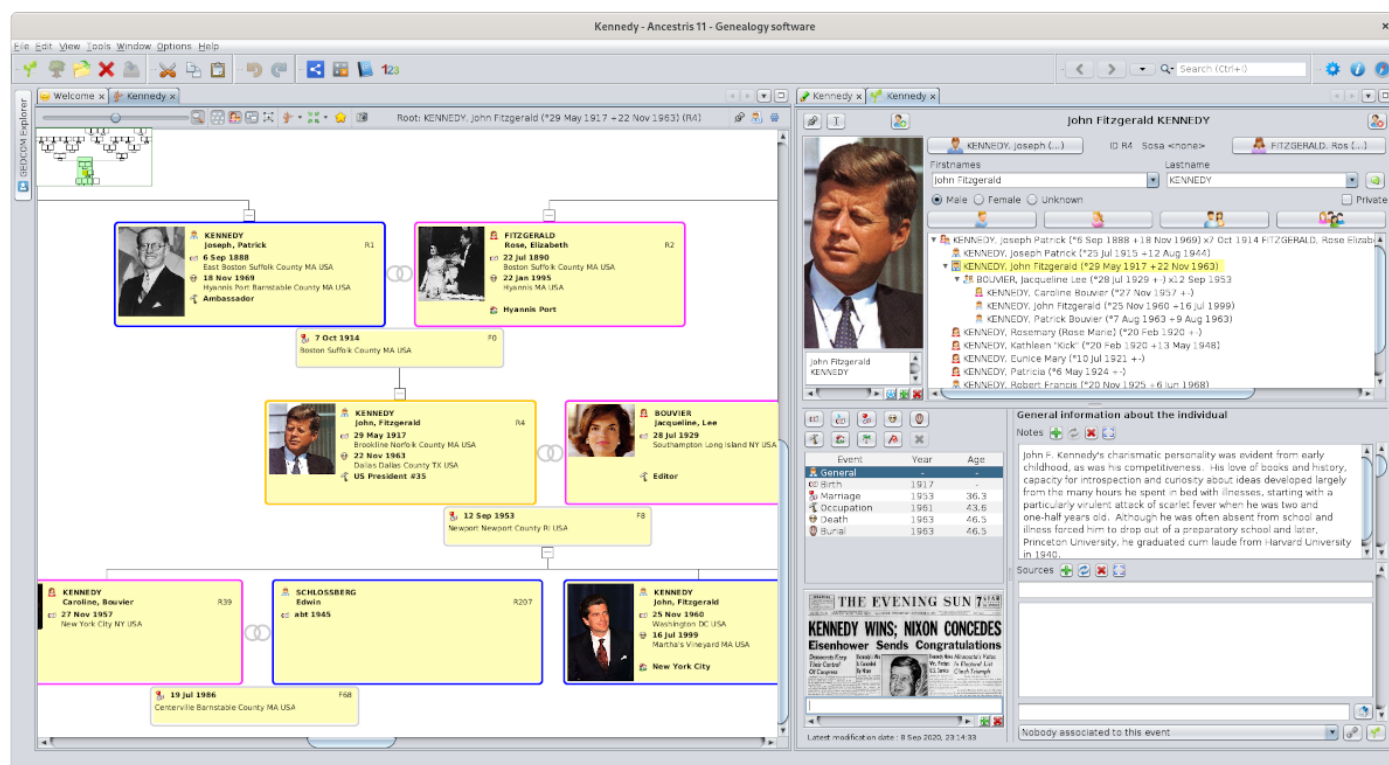 Kennedy - Ancestris 11 - Genealogy software
File Edit View Tools Window Options Help
123
Search (Ctrl+I)
GEDCOM Explorer
Welcome
Kennedy
Root: KENNEDY, John Fitzgerald (*29 May 1917 +22 Nov 1963) (R4)
KENNEDY
Joseph, Patrick R1
6 Sep 1888
East Boston Suffolk County MA USA
18 Nov 1969
Hyannis Port Barnstable County MA USA
Ambassador
FITZGERALD
Rose, Elizabeth R2
22 Jul 1890
Boston Suffolk County MA USA
22 Jan 1995
Hyannis MA USA
Hyannis Port
7 Oct 1914 F0
Boston Suffolk County MA USA
KENNEDY
John, Fitzgerald R4
29 May 1917
Brookline Norfolk County MA USA
22 Nov 1963
Dallas Dallas County TX USA
US President #35
BOUVIER
Jacqueline, Lee
28 Jul 1929
Southampton Long Island NY USA
Editor
12 Sep 1953 F8
Newport Newport County RI USA
KENNEDY
Caroline, Bouvier R39
27 Nov 1957
New York City NY USA
SCHLOSSBERG
Edwin R207
abt 1945
KENNEDY
John, Fitzgerald
25 Nov 1960
Washington DC USA
16 Jul 1999
Martha's Vineyard MA USA
New York City
19 Jul 1986 F68
Centerville Barnstable County MA USA
Kennedy
Kennedy
John Fitzgerald KENNEDY
KENNEDY, Joseph (...) ID R4 Sosa <none> FITZGERALD, Ros (...)
Firstnames Lastname
John Fitzgerald KENNEDY
Male Female Unknown Private
KENNEDY, Joseph Patrick (*6 Sep 1888 +18 Nov 1969) x7 Oct 1914 FITZGERALD, Rose Elizab
KENNEDY, Joseph Patrick (*25 Jul 1915 +12 Aug 1944)
KENNEDY, John Fitzgerald (*29 May 1917 +22 Nov 1963)
BOUVIER, Jacqueline Lee (*28 Jul 1929 +-) x12 Sep 1953
KENNEDY, Caroline Bouvier (*27 Nov 1957 +-)
KENNEDY, John Fitzgerald (*25 Nov 1960 +16 Jul 1999)
KENNEDY, Patrick Bouvier (*7 Aug 1963 +9 Aug 1963)
KENNEDY, Rosemary (Rose Marie) (*20 Feb 1920 +-)
KENNEDY, Kathleen "Kick" (*20 Feb 1920 +13 May 1948)
KENNEDY, Eunice Mary (*10 Jul 1921 +-)
KENNEDY, Patricia (*6 May 1924 +-)
KENNEDY, Robert Francis (*20 Nov 1925 +6 Jun 1968)
John Fitzgerald
KENNEDY
Event Year Age
General - -
Birth 1917 -
Marriage 1953 36.3
Occupation 1961 43.6
Death 1963 46.5
Burial 1963 46.5
General information about the individual
Notes
John F. Kennedy's charismatic personality was evident from early
childhood, as was his competitiveness. His love of books and history,
capacity for introspection and curiosity about ideas developed largely
from the many hours he spent in bed with illnesses, starting with a
particularly virulent attack of scarlet fever when he was two and
one-half years old. Although he was often absent from school and
illness forced him to drop out of a preparatory school and later,
Princeton University, he graduated cum laude from Harvard University
in 1940.
Sources
THE EVENING SUN 7
KENNEDY WINS; NIXON CONCEDES
Eisenhower Sends Congratulations
Democrats Keep
Their Control
Of Congress
Latest modification date : 8 Sep 2020, 23:14:33
Nobody associated to this event